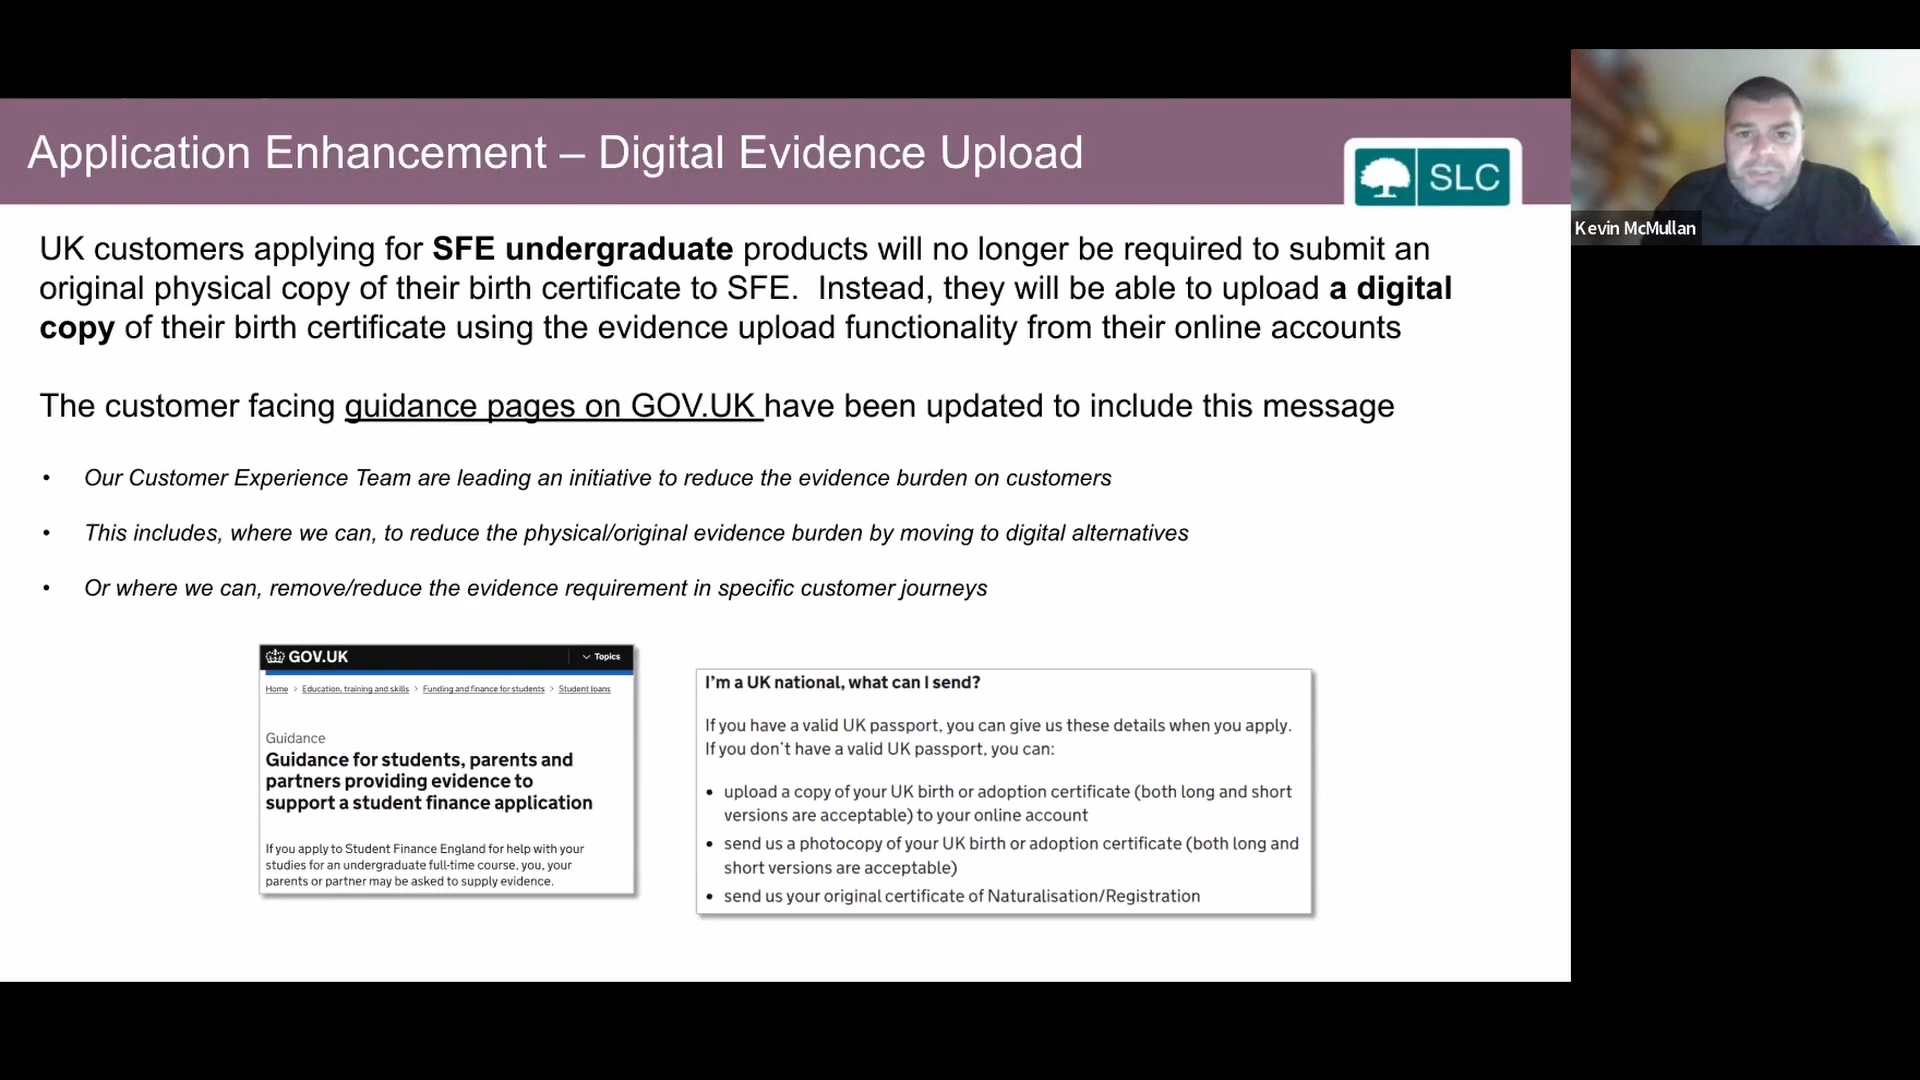 Application Enhancement – Digital Evidence Upload
SLC
Kevin McMullan
UK customers applying for SFE undergraduate products will no longer be required to submit an
original physical copy of their birth certificate to SFE.  Instead, they will be able to upload a digital
copy of their birth certificate using the evidence upload functionality from their online accounts
The customer facing guidance pages on GOV.UK have been updated to include this message
• Our Customer Experience Team are leading an initiative to reduce the evidence burden on customers
• This includes, where we can, to reduce the physical/original evidence burden by moving to digital alternatives
• Or where we can, remove/reduce the evidence requirement in specific customer journeys
GOV.UK Topics
Home > Education, training and skills > Funding and finance for students > Student loans
Guidance
Guidance for students, parents and
partners providing evidence to
support a student finance application
If you apply to Student Finance England for help with your
studies for an undergraduate full-time course, you, your
parents or partner may be asked to supply evidence.
I'm a UK national, what can I send?
If you have a valid UK passport, you can give us these details when you apply.
If you don't have a valid UK passport, you can:
• upload a copy of your UK birth or adoption certificate (both long and short
versions are acceptable) to your online account
• send us a photocopy of your UK birth or adoption certificate (both long and
short versions are acceptable)
• send us your original certificate of Naturalisation/Registration